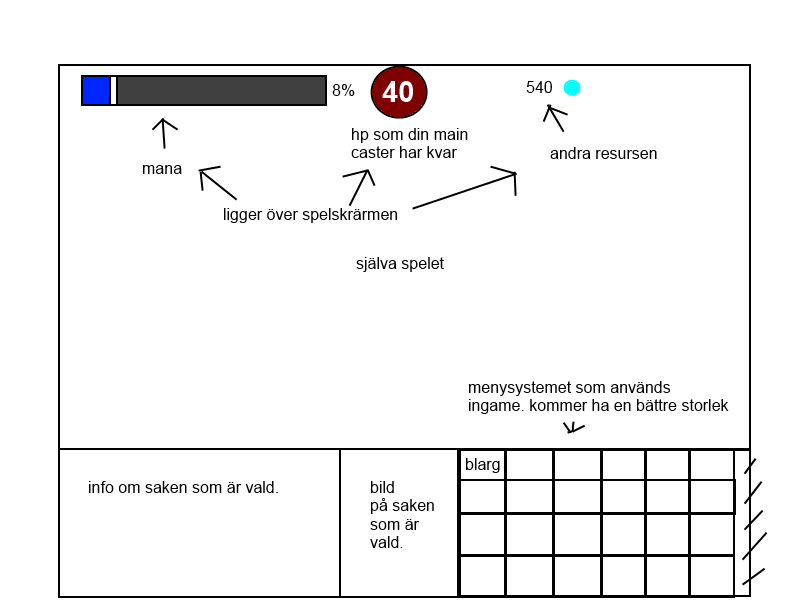 8%
40
540
hp som din main
caster har kvar
andra resursen
mana
ligger över spelskrärmen
själva spelet
menysystemet som används
ingame. kommer ha en bättre storlek
blarg
info om saken som är vald.
bild
på saken
som är
vald.